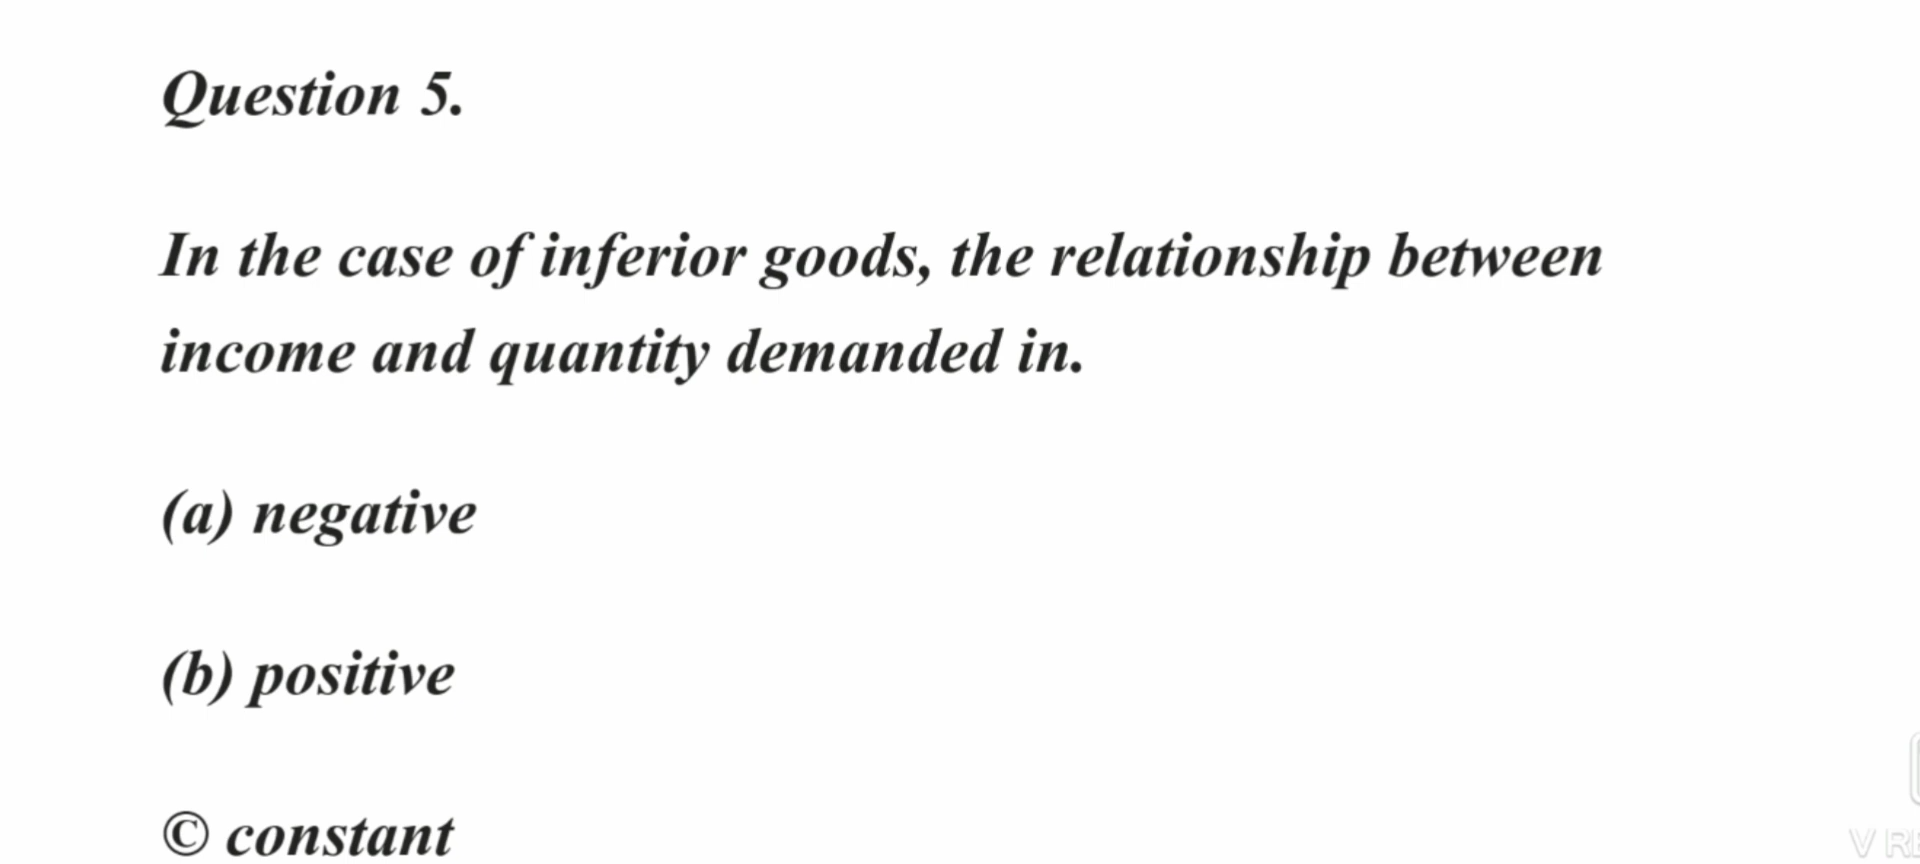 Question 5.
In the case of inferior goods, the relationship between
income and quantity demanded in.
(a) negative
(b) positive
© constant